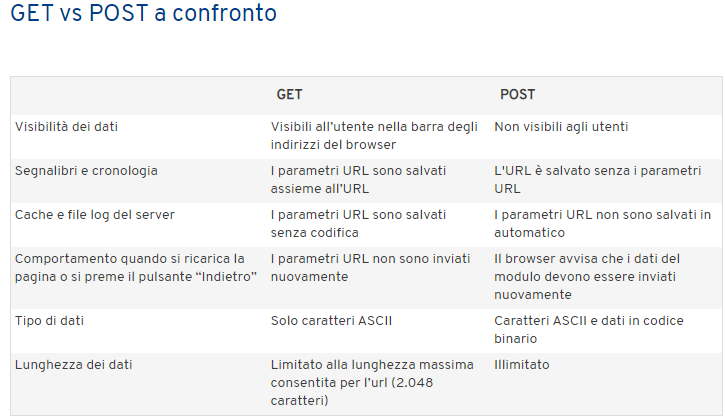 GET vs POST a confronto
GET POST
Visibilità dei dati Visibili all'utente nella barra degli Non visibili agli utenti
indirizzi del browser
Segnalibri e cronologia I parametri URL sono salvati L'URL è salvato senza i parametri
assieme all'URL URL
Cache e file log del server I parametri URL sono salvati I parametri URL non sono salvati in
senza codifica automatico
Comportamento quando si ricarica la I parametri URL non sono inviati Il browser avvisa che i dati del
pagina o si preme il pulsante “Indietro” nuovamente modulo devono essere inviati
nuovamente
Tipo di dati Solo caratteri ASCII Caratteri ASCII e dati in codice
binario
Lunghezza dei dati Limitato alla lunghezza massima Illimitato
consentita per l'url (2.048
caratteri)